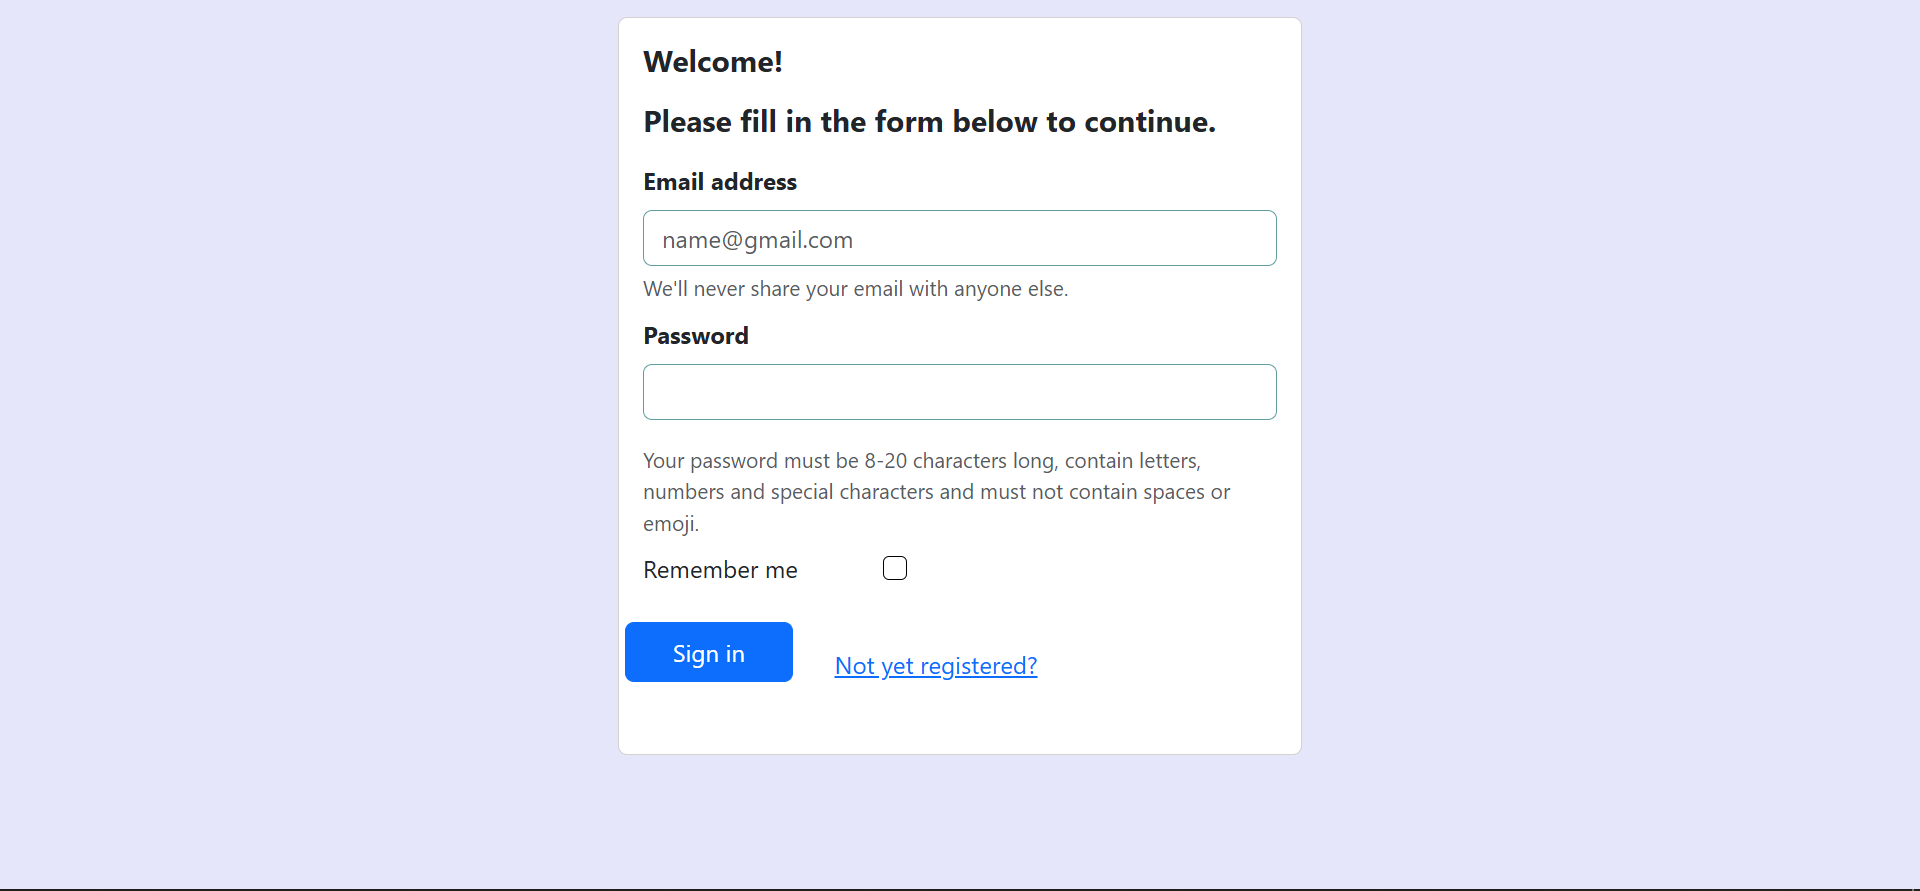 Welcome!
Please fill in the form below to continue.
Email address
name@gmail.com
We'll never share your email with anyone else.
Password
Your password must be 8-20 characters long, contain letters,
numbers and special characters and must not contain spaces or
emoji.
Remember me
Sign in
Not yet registered?